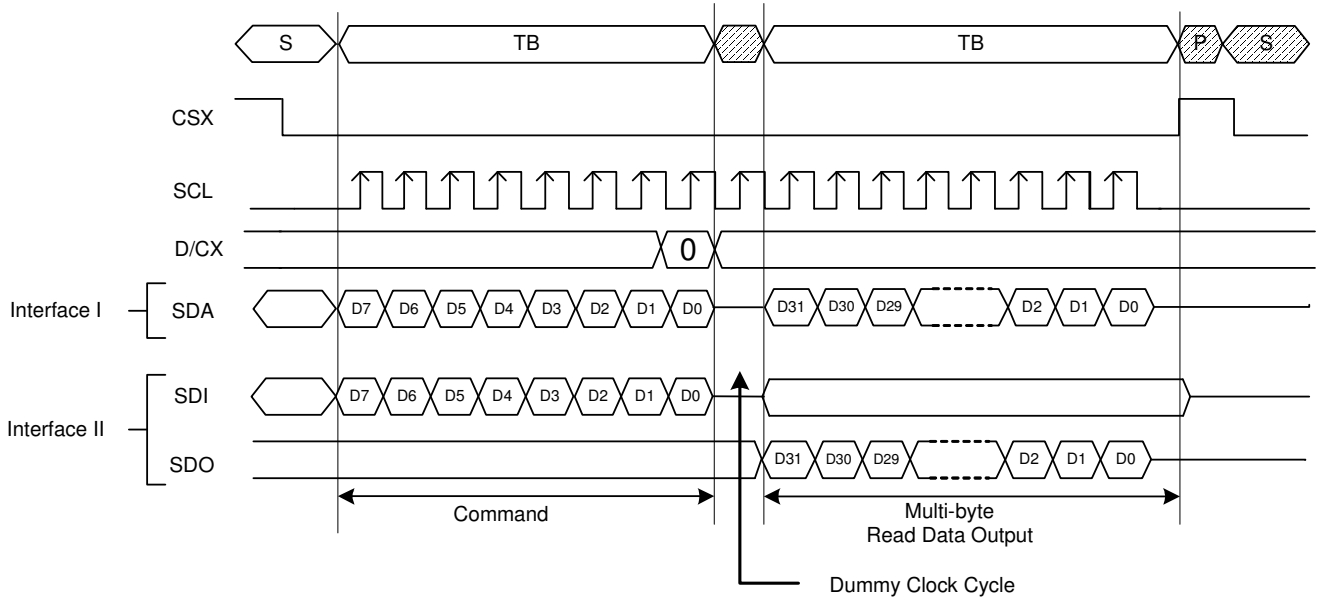 S TB TB P S
CSX
SCL
D/CX 0
Interface I SDA D7 D6 D5 D4 D3 D2 D1 D0 D31 D30 D29 D2 D1 D0
SDI D7 D6 D5 D4 D3 D2 D1 D0
Interface II
SDO D31 D30 D29 D2 D1 D0
Command
Multi-byte
Read Data Output
Dummy Clock Cycle